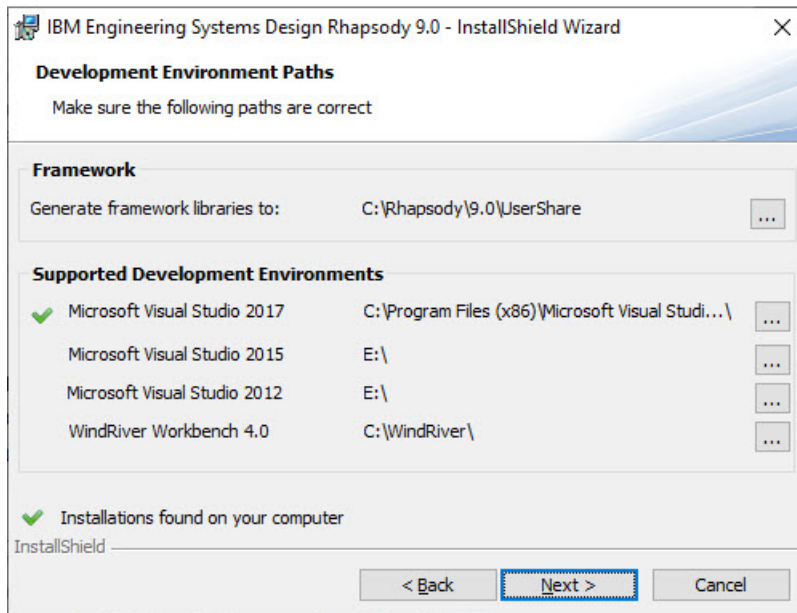 IBM Engineering Systems Design Rhapsody 9.0 - InstallShield Wizard
Development Environment Paths
Make sure the following paths are correct
Framework
Generate framework libraries to: C:\Rhapsody\9.0\UserShare ...
Supported Development Environments
Microsoft Visual Studio 2017 C:\Program Files (x86)\Microsoft Visual Studi...\ ...
Microsoft Visual Studio 2015 E:\ ...
Microsoft Visual Studio 2012 E:\ ...
WindRiver Workbench 4.0 C:\WindRiver\ ...
Installations found on your computer
InstallShield
< Back Next > Cancel